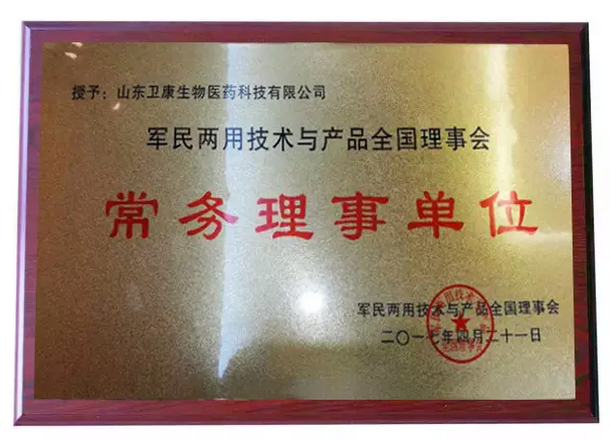 授予：山东卫康生物医药科技有限公司
军民两用技术与产品全国理事会
常务理事单位
军民两用技术与产品全国理事会
二〇一七年四月二十一日